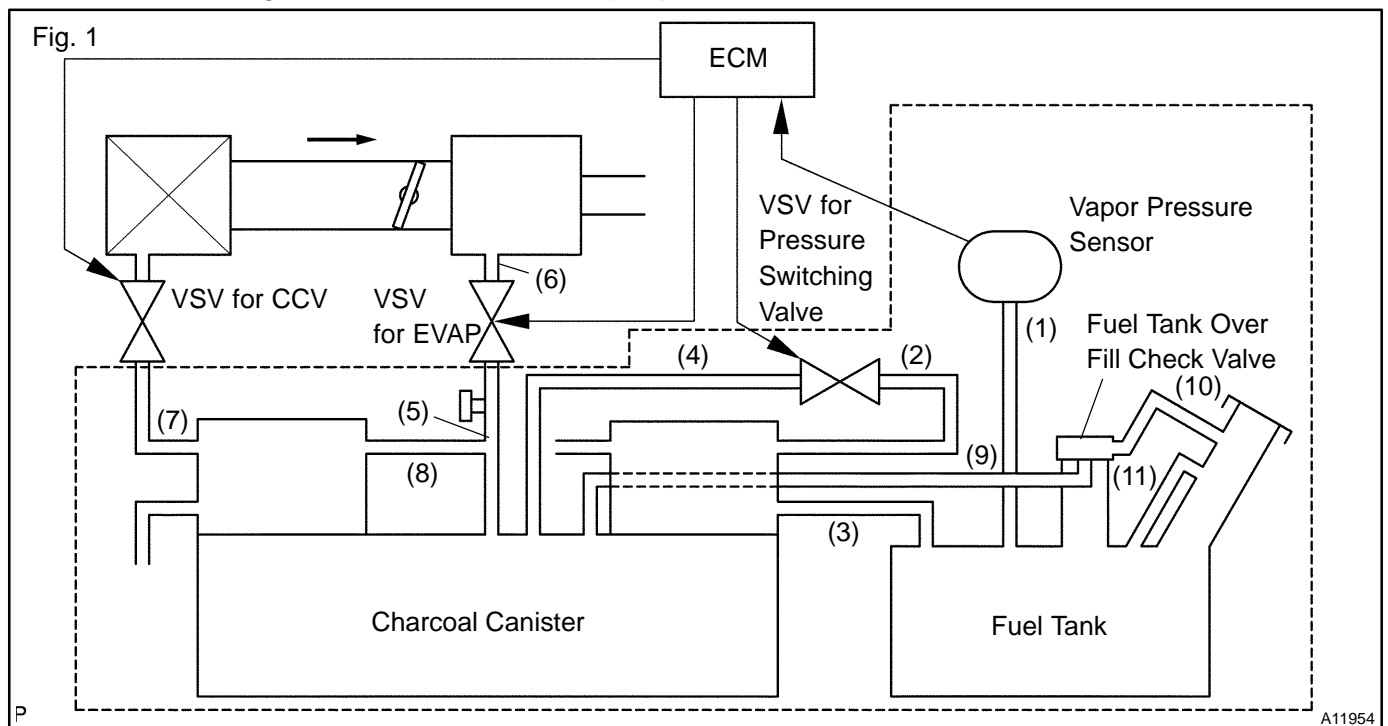 Fig. 1
ECM
VSV for
Pressure
Switching
Valve
Vapor Pressure
Sensor
(6)
VSV for CCV
VSV
for EVAP
(1)
Fuel Tank Over
Fill Check Valve
(4)
(2)
(10)
(7)
(5)
(8)
(9)
(11)
(3)
Charcoal Canister
Fuel Tank
P
A11954